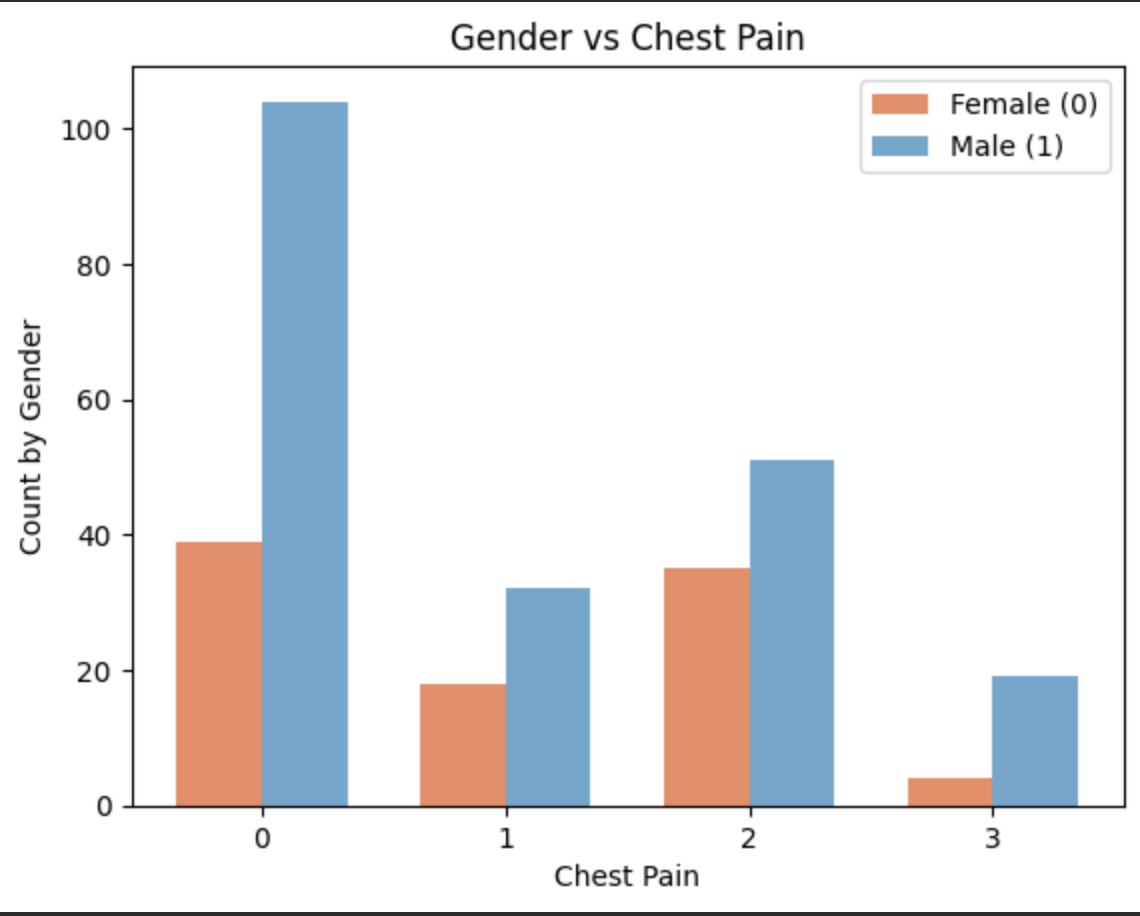 Gender vs Chest Pain
Female (0)
Male (1)
100
80
60
40
20
0
Count by Gender
0 1 2 3
Chest Pain